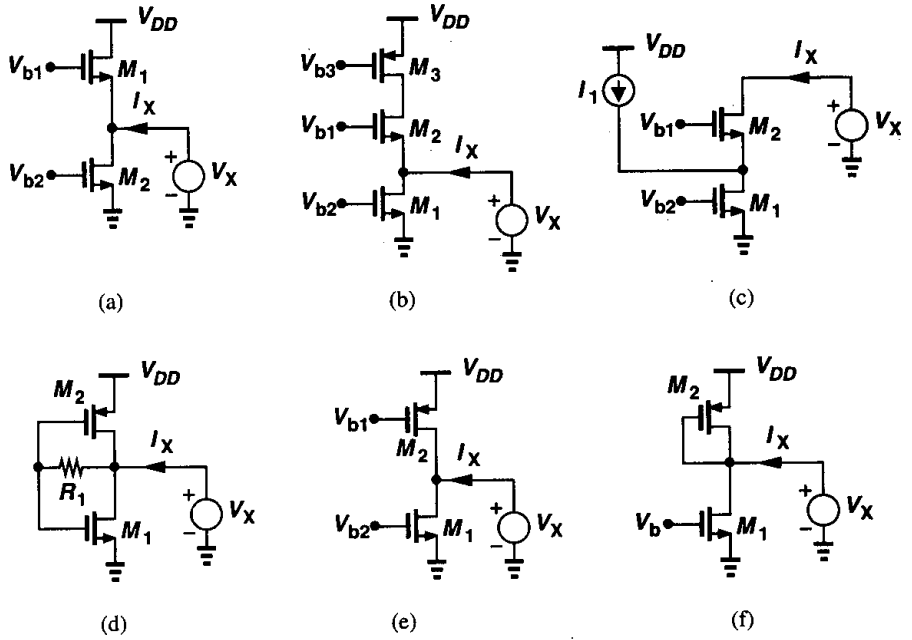 V_DD
V_b1
M_1
I_X
V_b2
M_2
+
−
V_X
(a)
V_DD
V_b3
M_3
V_b1
M_2
I_X
V_b2
M_1
+
−
V_X
(b)
V_DD
I_1
I_X
V_b1
M_2
V_b2
M_1
+
−
V_X
(c)
V_DD
M_2
I_X
R_1
M_1
+
−
V_X
(d)
V_DD
V_b1
M_2
I_X
V_b2
M_1
+
−
V_X
(e)
V_DD
M_2
I_X
V_b
M_1
+
−
V_X
(f)